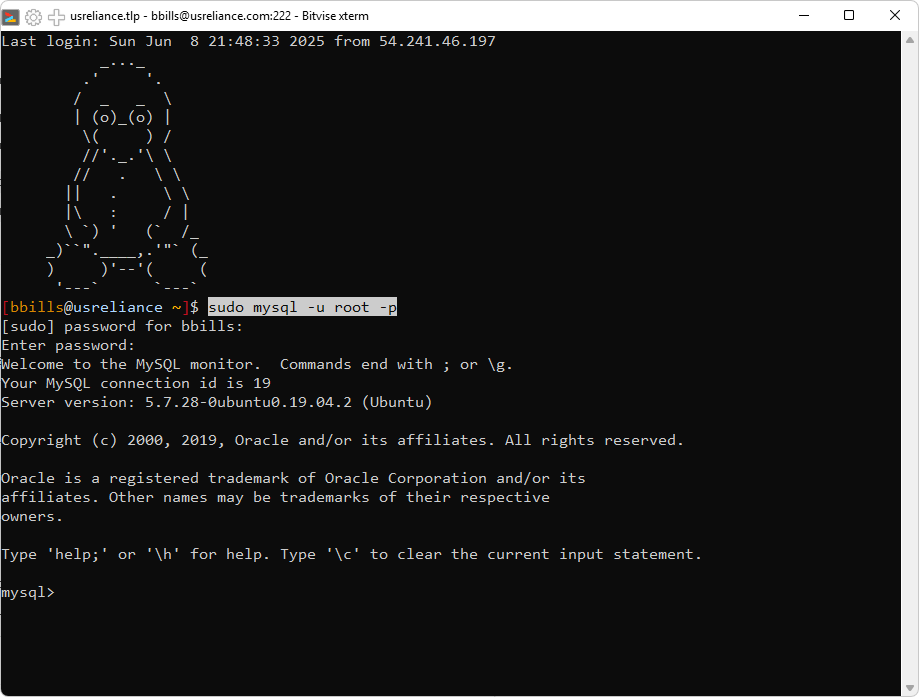 usreliance.tlp - bbills@usreliance.com:222 - Bitvise xterm
Last login: Sun Jun  8 21:48:33 2025 from 54.241.46.197
           _..._
         .'     '.
        /  _   _  \
        | (o)_(o) |
         \(     ) /
         //'._.'\ \
        //   .   \ \
       ||   .     \ \
       |\   :     / |
       \ `) '   (`  /_
     _)``".____,.'"` (_
     )     )'--'(     (
      '---`      `---`
[bbills@usreliance ~]$ sudo mysql -u root -p
[sudo] password for bbills:
Enter password:
Welcome to the MySQL monitor.  Commands end with ; or \g.
Your MySQL connection id is 19
Server version: 5.7.28-0ubuntu0.19.04.2 (Ubuntu)
Copyright (c) 2000, 2019, Oracle and/or its affiliates. All rights reserved.
Oracle is a registered trademark of Oracle Corporation and/or its
affiliates. Other names may be trademarks of their respective
owners.
Type 'help;' or '\h' for help. Type '\c' to clear the current input statement.
mysql>